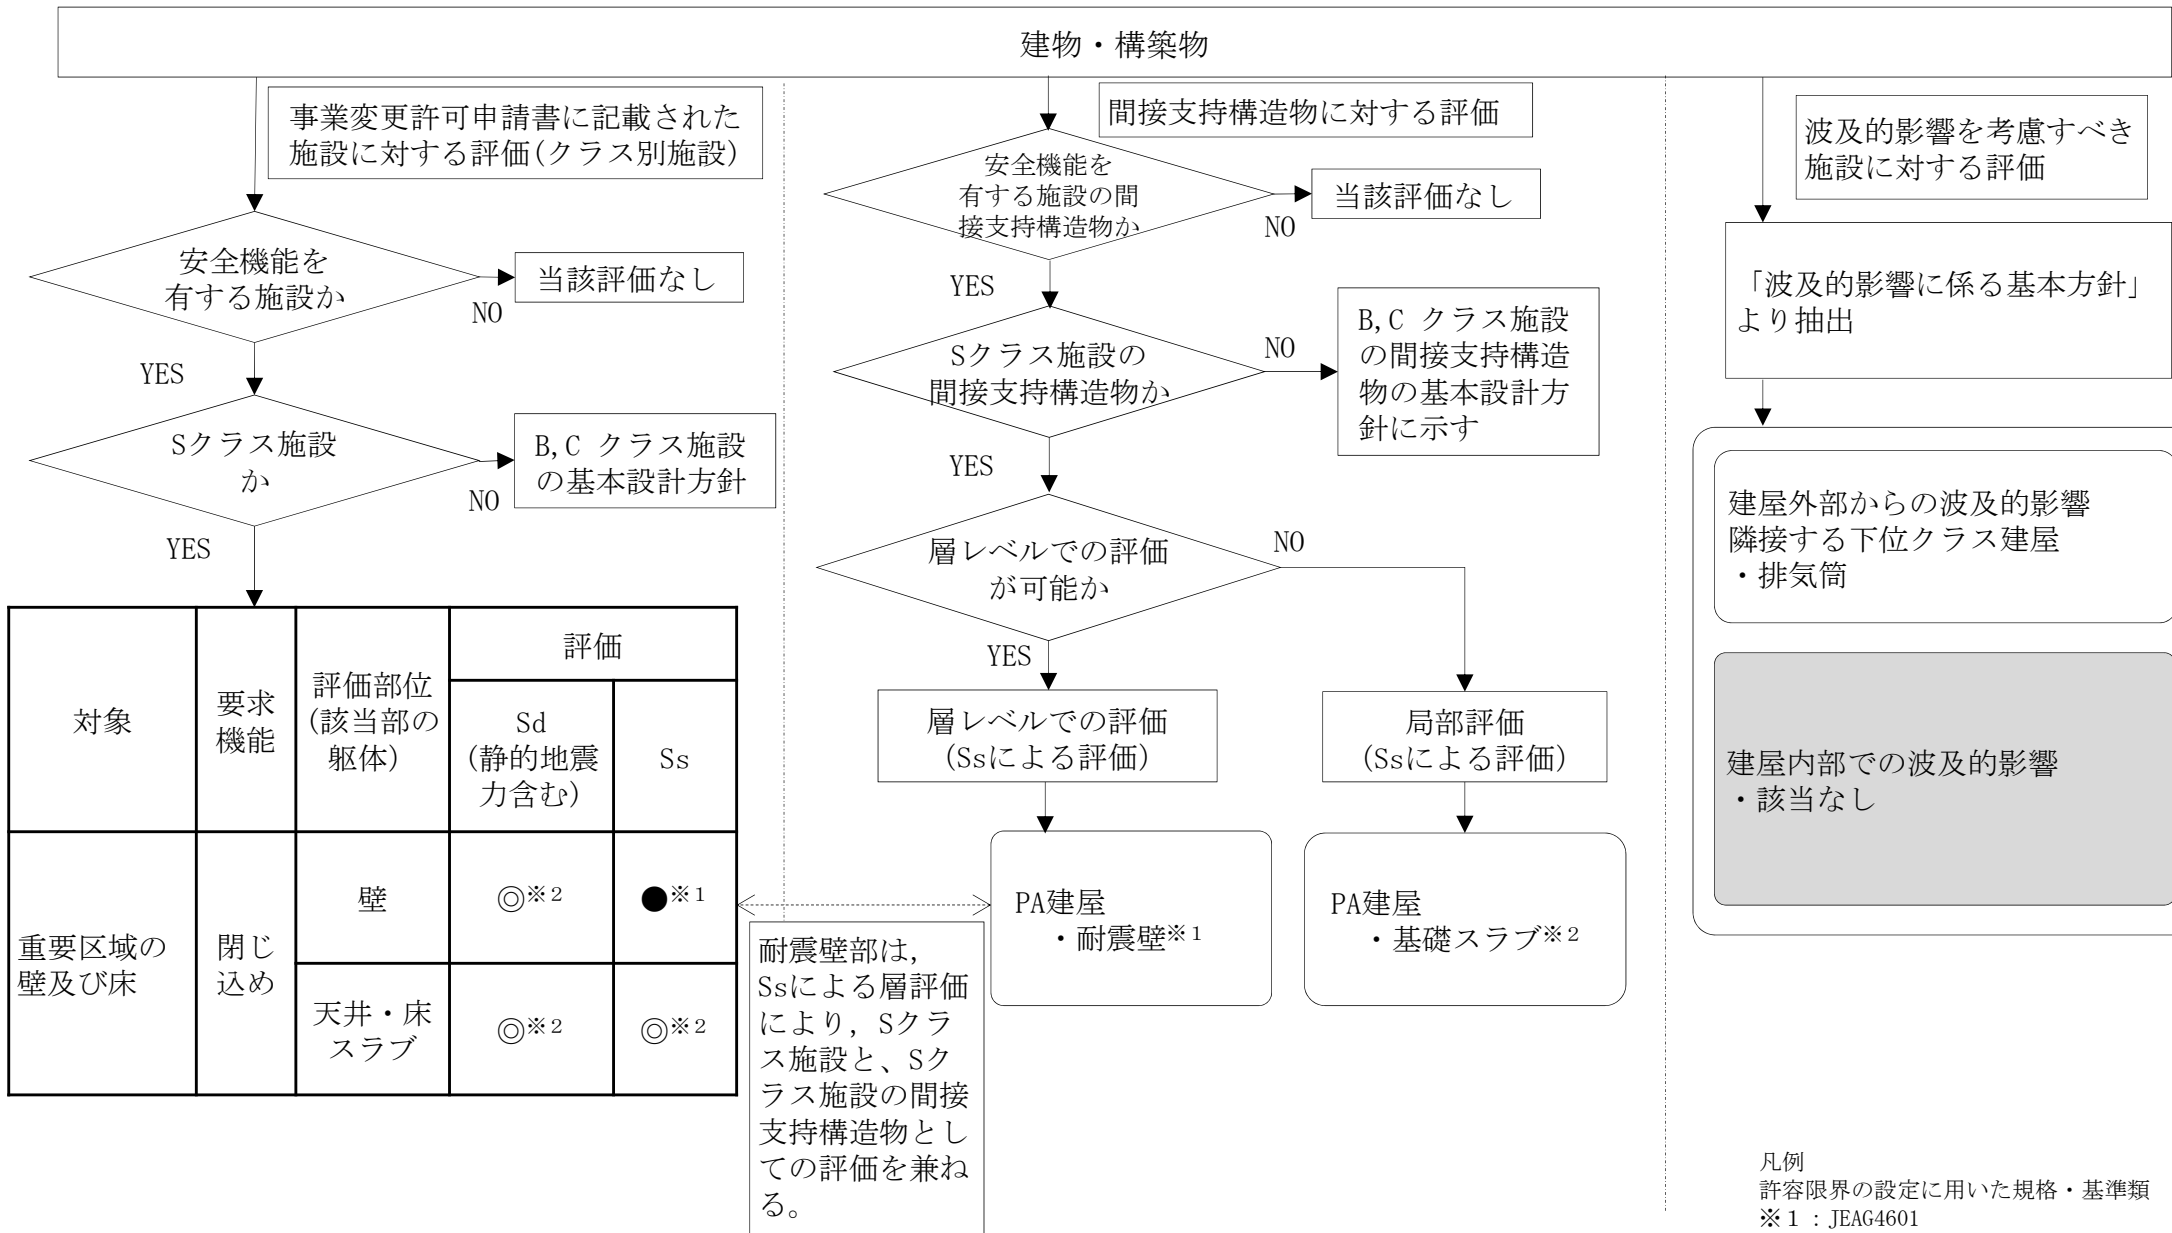 建物・構築物
事業変更許可申請書に記載された
施設に対する評価(クラス別施設)
安全機能を
有する施設か
NO
当該評価なし
YES
Sクラス施設
か
NO
B,C クラス施設
の基本設計方針
YES
対象
要求
機能
評価部位
(該当部の
躯体)
評価
Sd
(静的地震
力含む)
Ss
重要区域の
壁及び床
閉じ
込め
壁
◎※2
●※1
天井・床
スラブ
◎※2
◎※2
間接支持構造物に対する評価
安全機能を
有する施設の間
接支持構造物か
NO
当該評価なし
YES
Sクラス施設の
間接支持構造物か
NO
B,C クラス施設
の間接支持構造
物の基本設計方
針に示す
YES
層レベルでの評価
が可能か
NO
YES
層レベルでの評価
(Ssによる評価)
局部評価
(Ssによる評価)
PA建屋
・耐震壁※1
PA建屋
・基礎スラブ※2
耐震壁部は,
Ssによる層評価
により, Sクラ
ス施設と、Sク
ラス施設の間接
支持構造物とし
ての評価を兼ね
る。
波及的影響を考慮すべき
施設に対する評価
「波及的影響に係る基本方針」
より抽出
建屋外部からの波及的影響
隣接する下位クラス建屋
・排気筒
建屋内部での波及的影響
・該当なし
凡例
許容限界の設定に用いた規格・基準類
※1：JEAG4601